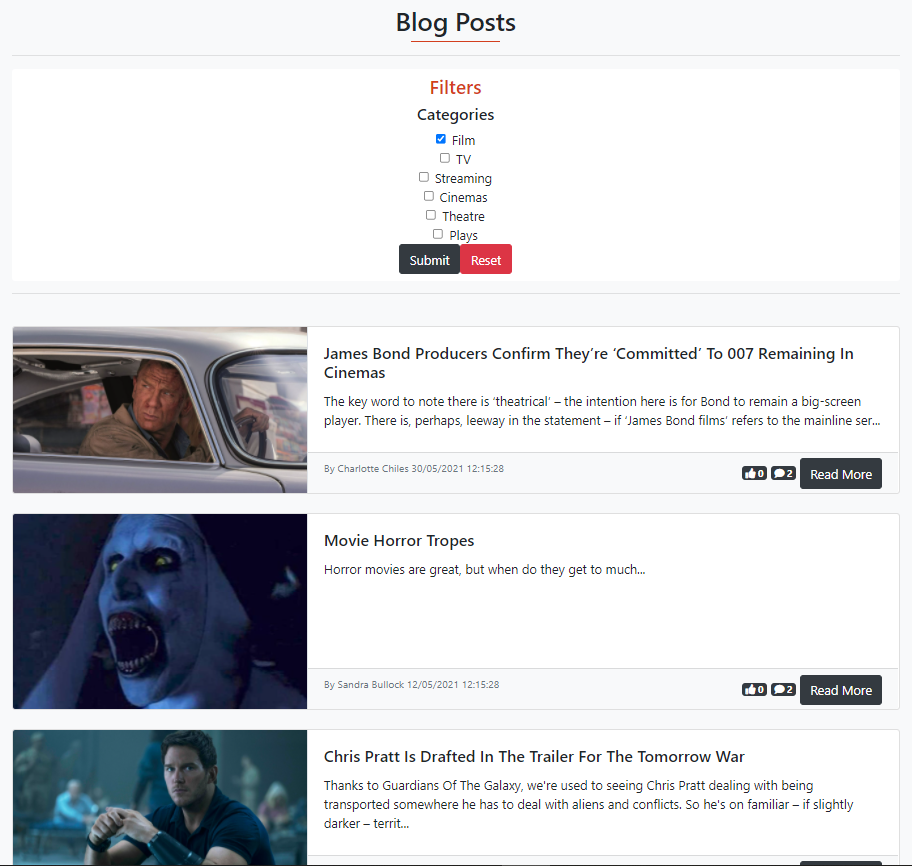 Blog Posts
Filters
Categories
Film
TV
Streaming
Cinemas
Theatre
Plays
Submit Reset
James Bond Producers Confirm They’re ‘Committed’ To 007 Remaining In
Cinemas
The key word to note there is ‘theatrical’ – the intention here is for Bond to remain a big-screen
player. There is, perhaps, leeway in the statement – if ‘James Bond films’ refers to the mainline ser...
By Charlotte Chiles 30/05/2021 12:15:28
0 2 Read More
Movie Horror Tropes
Horror movies are great, but when do they get to much...
By Sandra Bullock 12/05/2021 12:15:28
0 2 Read More
Chris Pratt Is Drafted In The Trailer For The Tomorrow War
Thanks to Guardians Of The Galaxy, we're used to seeing Chris Pratt dealing with being
transported somewhere he has to deal with aliens and conflicts. So he's on familiar – if slightly
darker – territ...